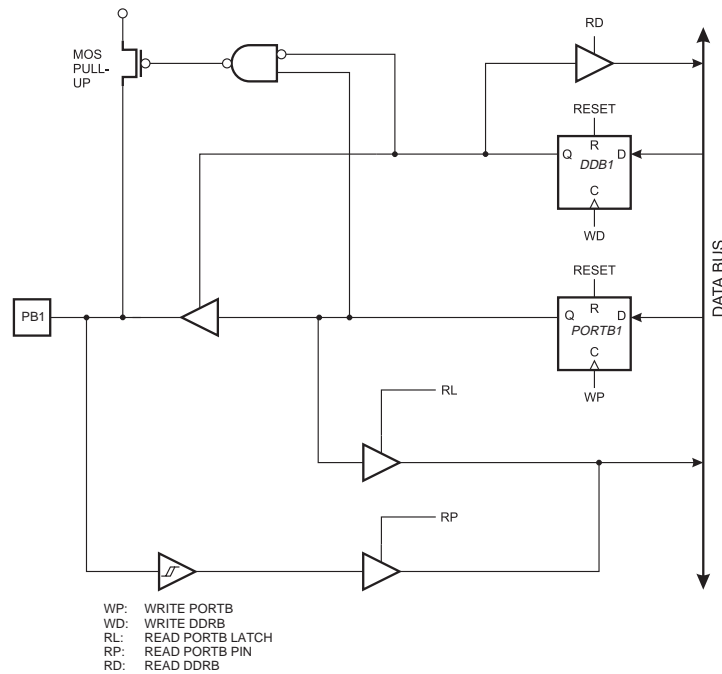 RD
MOS
PULL-
UP
RESET
R
Q
D
DDB1
C
WD
DATA BUS
RESET
R
PB1
Q
D
PORTB1
C
WP
RL
RP
WP: WRITE PORTB
WD: WRITE DDRB
RL: READ PORTB LATCH
RP: READ PORTB PIN
RD: READ DDRB